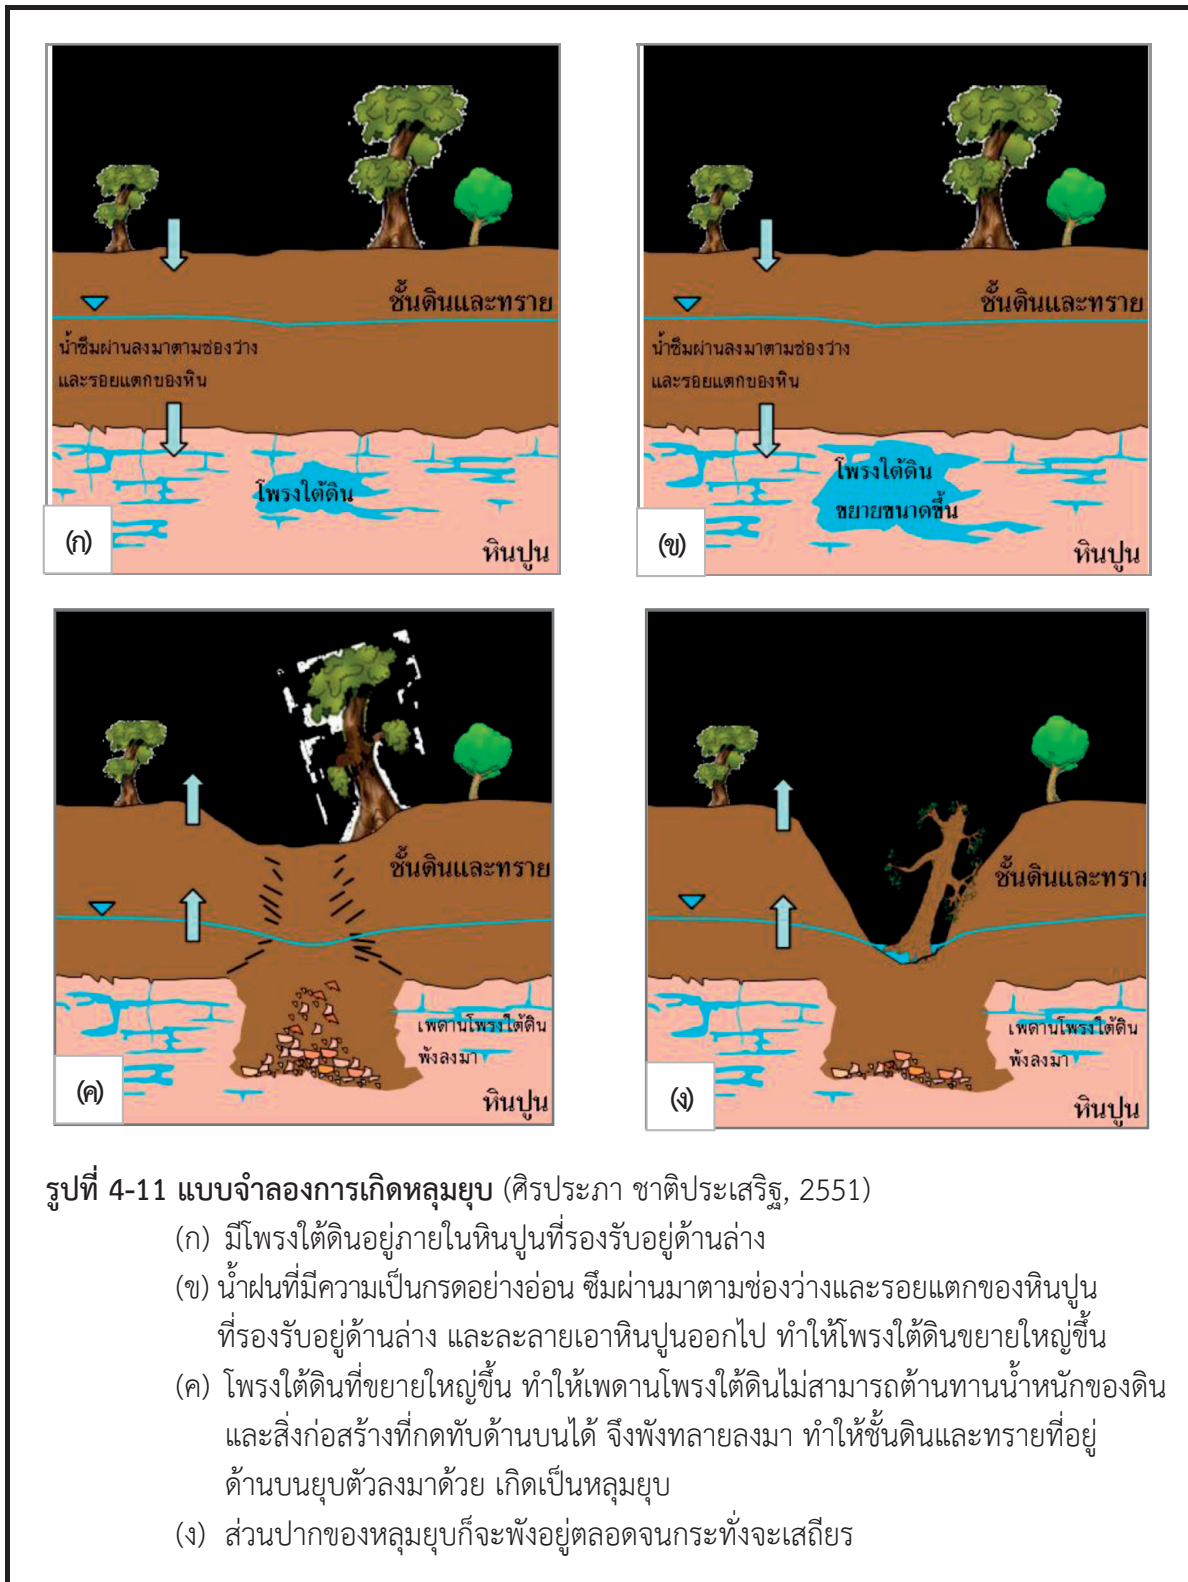 ชั้นดินและทราย
น้ำซึมผ่านลงมาตามช่องว่าง
และรอยแตกของหิน
โพรงใต้ดิน
(ก)
หินปูน
ชั้นดินและทราย
น้ำซึมผ่านลงมาตามช่องว่าง
และรอยแตกของหิน
โพรงใต้ดิน
ขยายขนาดขึ้น
(ข)
หินปูน
ชั้นดินและทราย
เพดานโพรงใต้ดิน
พังลงมา
(ค)
หินปูน
ชั้นดินและทราย
เพดานโพรงใต้ดิน
พังลงมา
(ง)
หินปูน
รูปที่ 4-11 แบบจำลองการเกิดหลุมยุบ (ศิรประภา ชาติประเสริฐ, 2551)
(ก) มีโพรงใต้ดินอยู่ภายในหินปูนที่รองรับอยู่ด้านล่าง
(ข) น้ำฝนที่มีความเป็นกรดอย่างอ่อน ซึมผ่านมาตามช่องว่างและรอยแตกของหินปูน
ที่รองรับอยู่ด้านล่าง และละลายเอาหินปูนออกไป ทำให้โพรงใต้ดินขยายใหญ่ขึ้น
(ค) โพรงใต้ดินที่ขยายใหญ่ขึ้น ทำให้เพดานโพรงใต้ดินไม่สามารถต้านทานน้ำหนักของดิน
และสิ่งก่อสร้างที่กดทับด้านบนได้ จึงพังทลายลงมา ทำให้ชั้นดินและทรายที่อยู่
ด้านบนยุบตัวลงมาด้วย เกิดเป็นหลุมยุบ
(ง) ส่วนปากของหลุมยุบก็จะพังอยู่ตลอดจนกระทั่งจะเสถียร